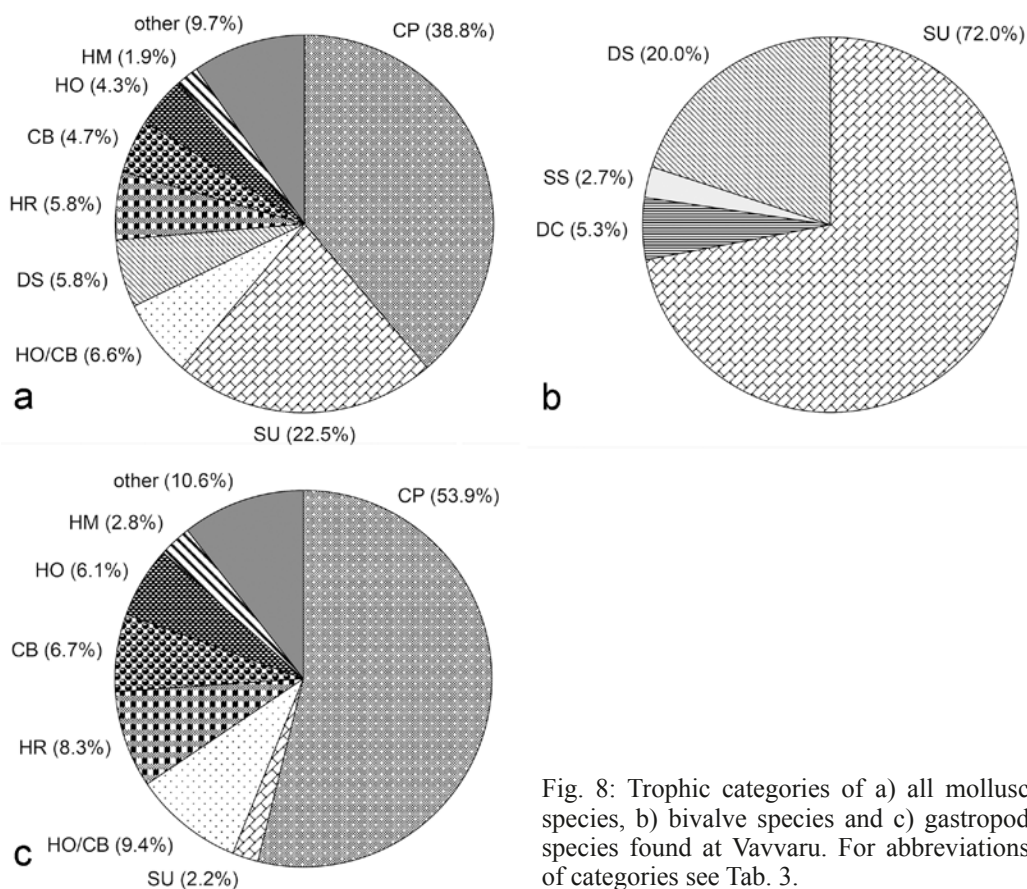 other (9.7%)
CP (38.8%)
HM (1.9%)
HO (4.3%)
CB (4.7%)
HR (5.8%)
DS (5.8%)
HO/CB (6.6%)
SU (22.5%)
a
DS (20.0%)
SU (72.0%)
SS (2.7%)
DC (5.3%)
b
other (10.6%)
CP (53.9%)
HM (2.8%)
HO (6.1%)
CB (6.7%)
HR (8.3%)
HO/CB (9.4%)
SU (2.2%)
c
Fig. 8: Trophic categories of a) all mollusc
species, b) bivalve species and c) gastropod
species found at Vavvaru. For abbreviations
of categories see Tab. 3.